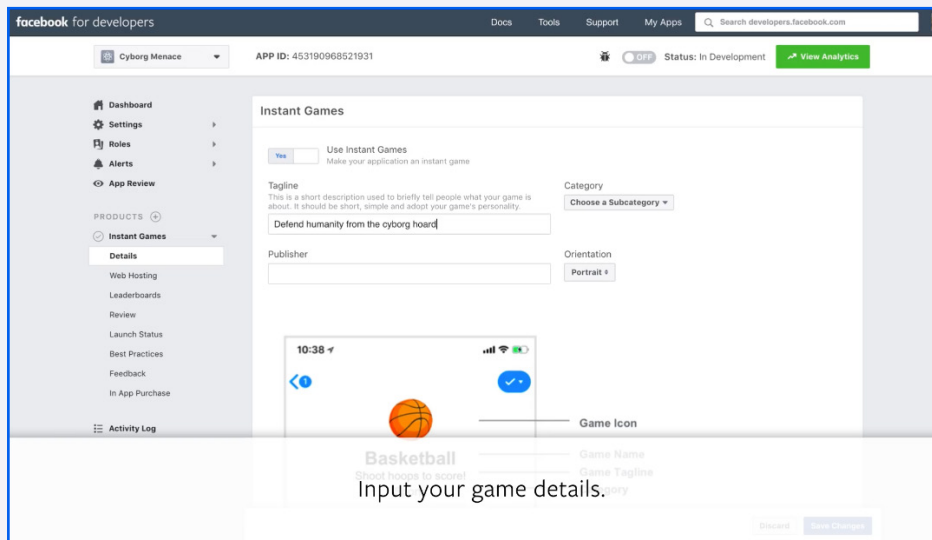 facebook for developers
Docs Tools Support My Apps Search developers.facebook.com
Cyborg Menace APP ID: 453190968521931 OFF Status: In Development View Analytics
Dashboard
Settings
Roles
Alerts
App Review
PRODUCTS
Instant Games
Details
Web Hosting
Leaderboards
Review
Launch Status
Best Practices
Feedback
In App Purchase
Activity Log
Instant Games
Yes Use Instant Games
Make your application an instant game
Tagline
This is a short description used to briefly tell people what your game is
about. It should be short, simple and adopt your game's personality.
Defend humanity from the cyborg hoard
Category
Choose a Subcategory
Publisher
Orientation
Portrait
10:38
1
Game Icon
Basketball Game Name
Shoot hoops to score! Game Tagline
Input your game details.
Discard Save Changes